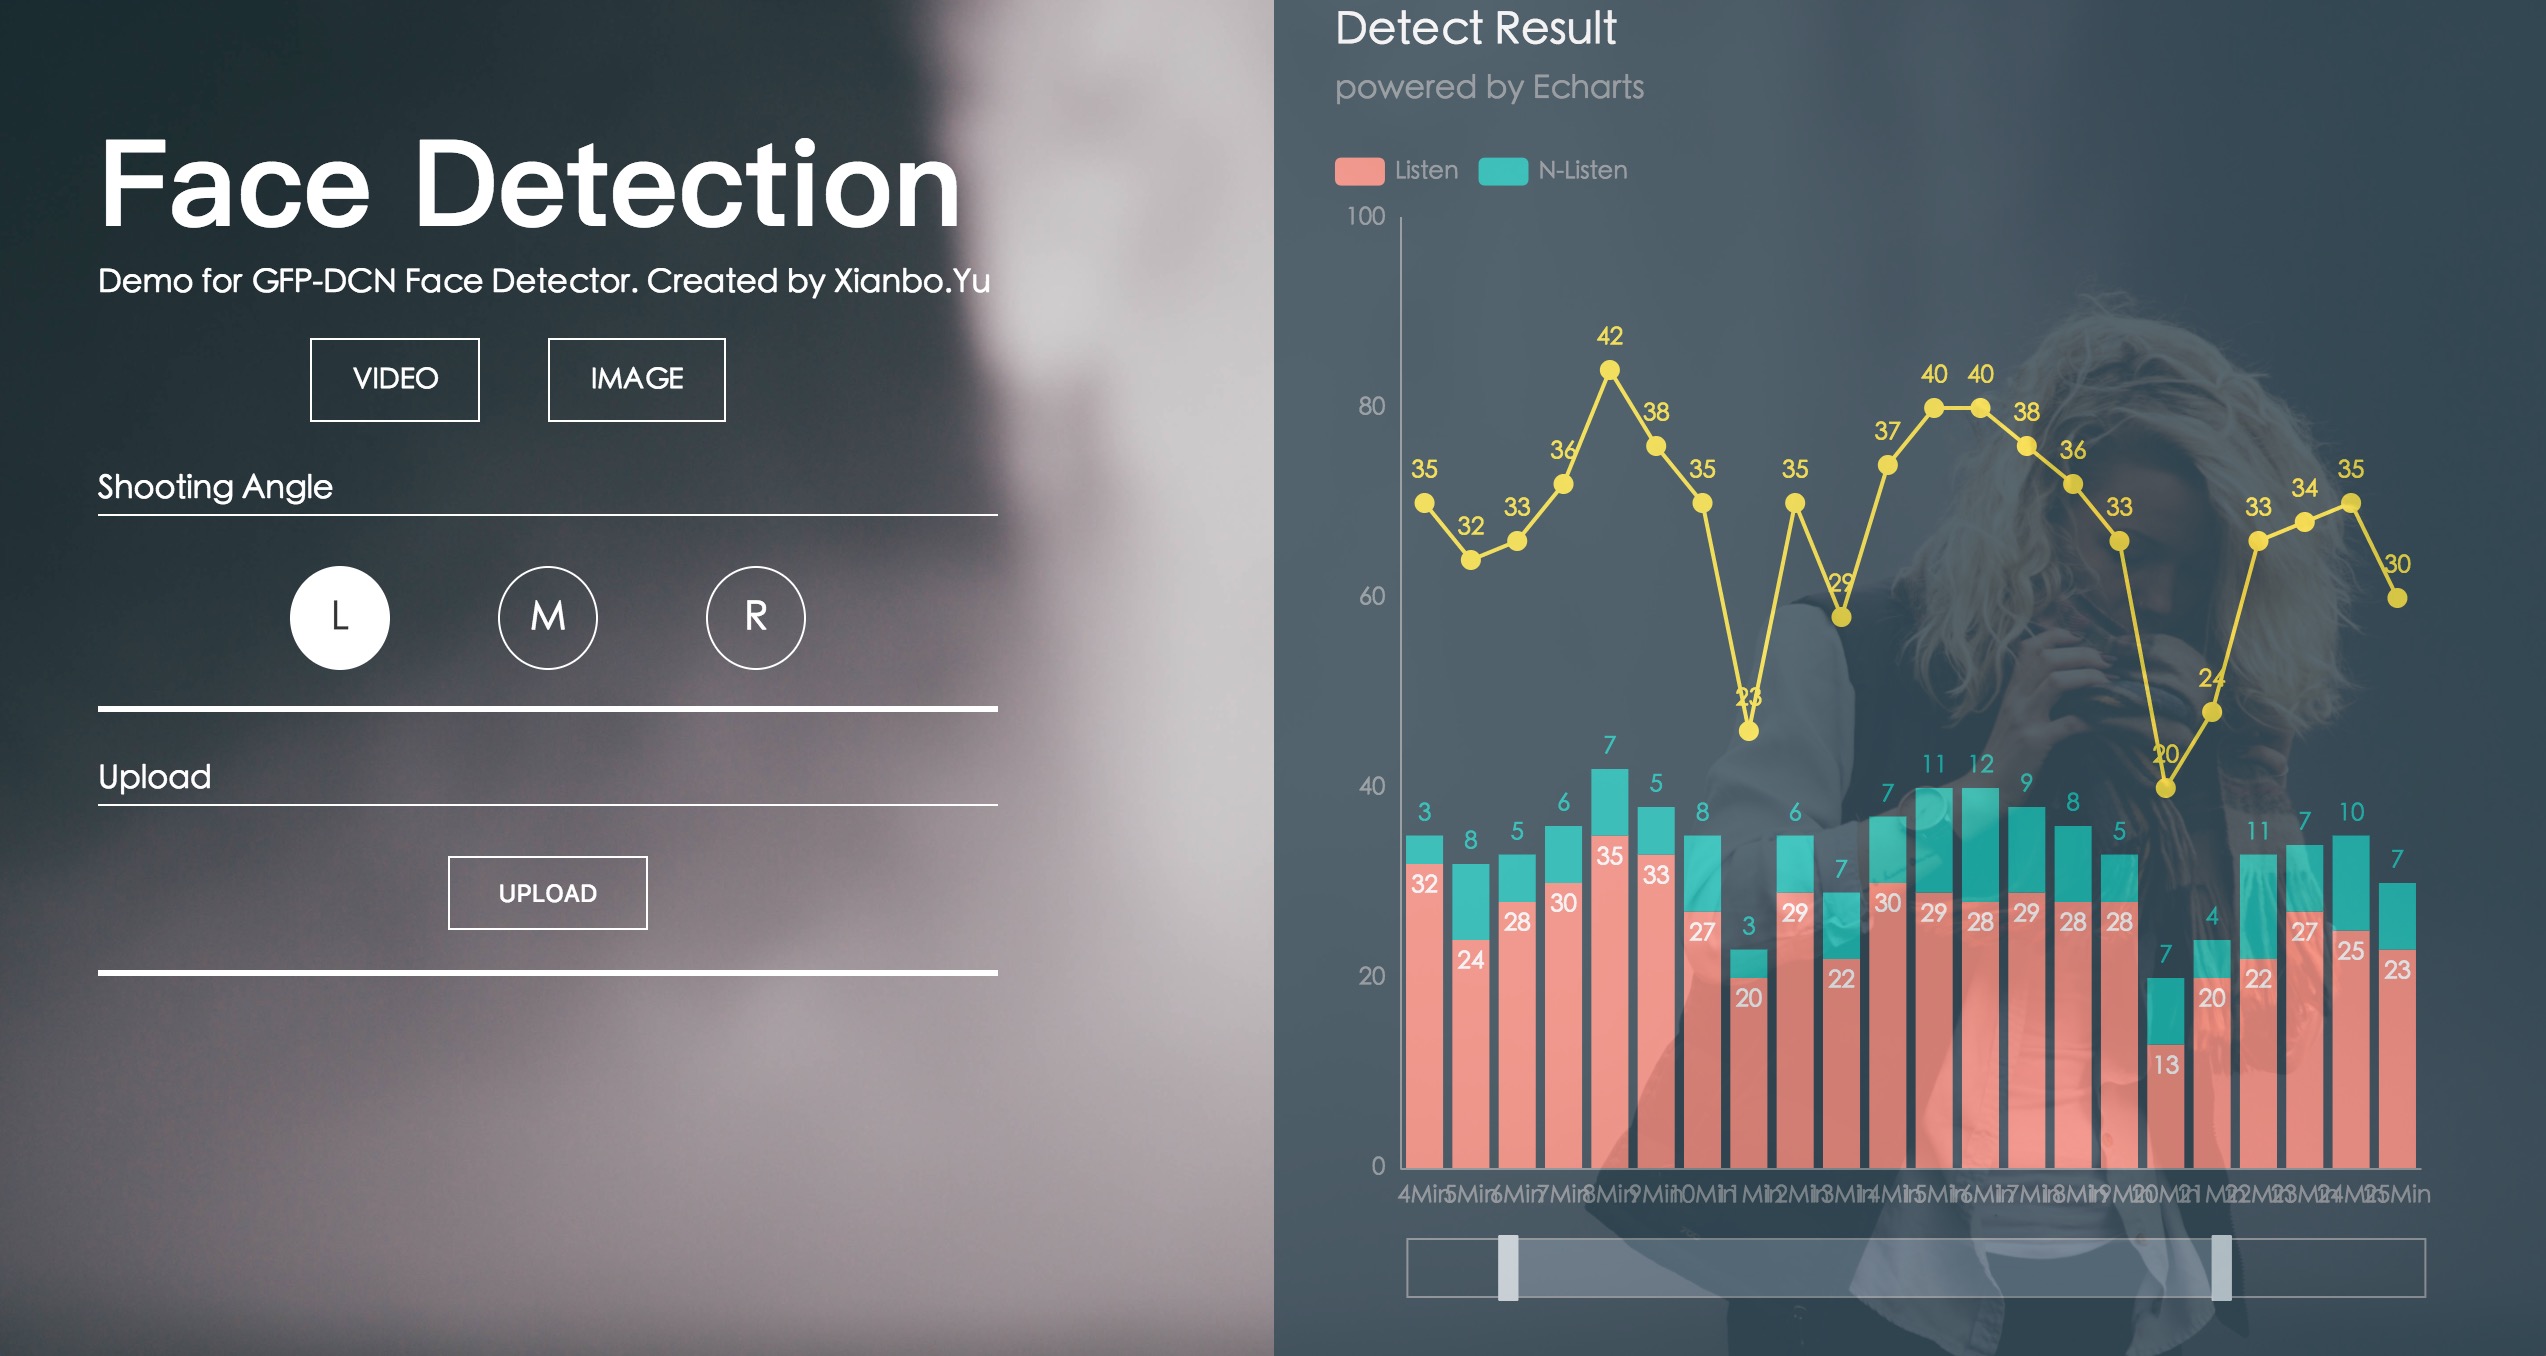 Face Detection
Demo for GFP-DCN Face Detector. Created by Xianbo.Yu
VIDEO IMAGE
Shooting Angle
L M R
Upload
UPLOAD
Detect Result
powered by Echarts
Listen N-Listen
100
80
60
40
20
0
35 32 33 36 42 38 35 23 35 29 37 40 40 38 36 33 20 24 33 34 35 30
3 8 5 6 7 5 8 3 6 7 7 11 12 9 8 5 7 4 11 7 10 7
32 24 28 30 35 33 27 20 29 22 30 29 28 29 28 28 13 20 22 27 25 23
4Min 5Min 6Min 7Min 8Min 9Min 10Min 11Min 12Min 13Min 14Min 15Min 16Min 17Min 18Min 19Min 20Min 21Min 22Min 23Min 24Min 25Min